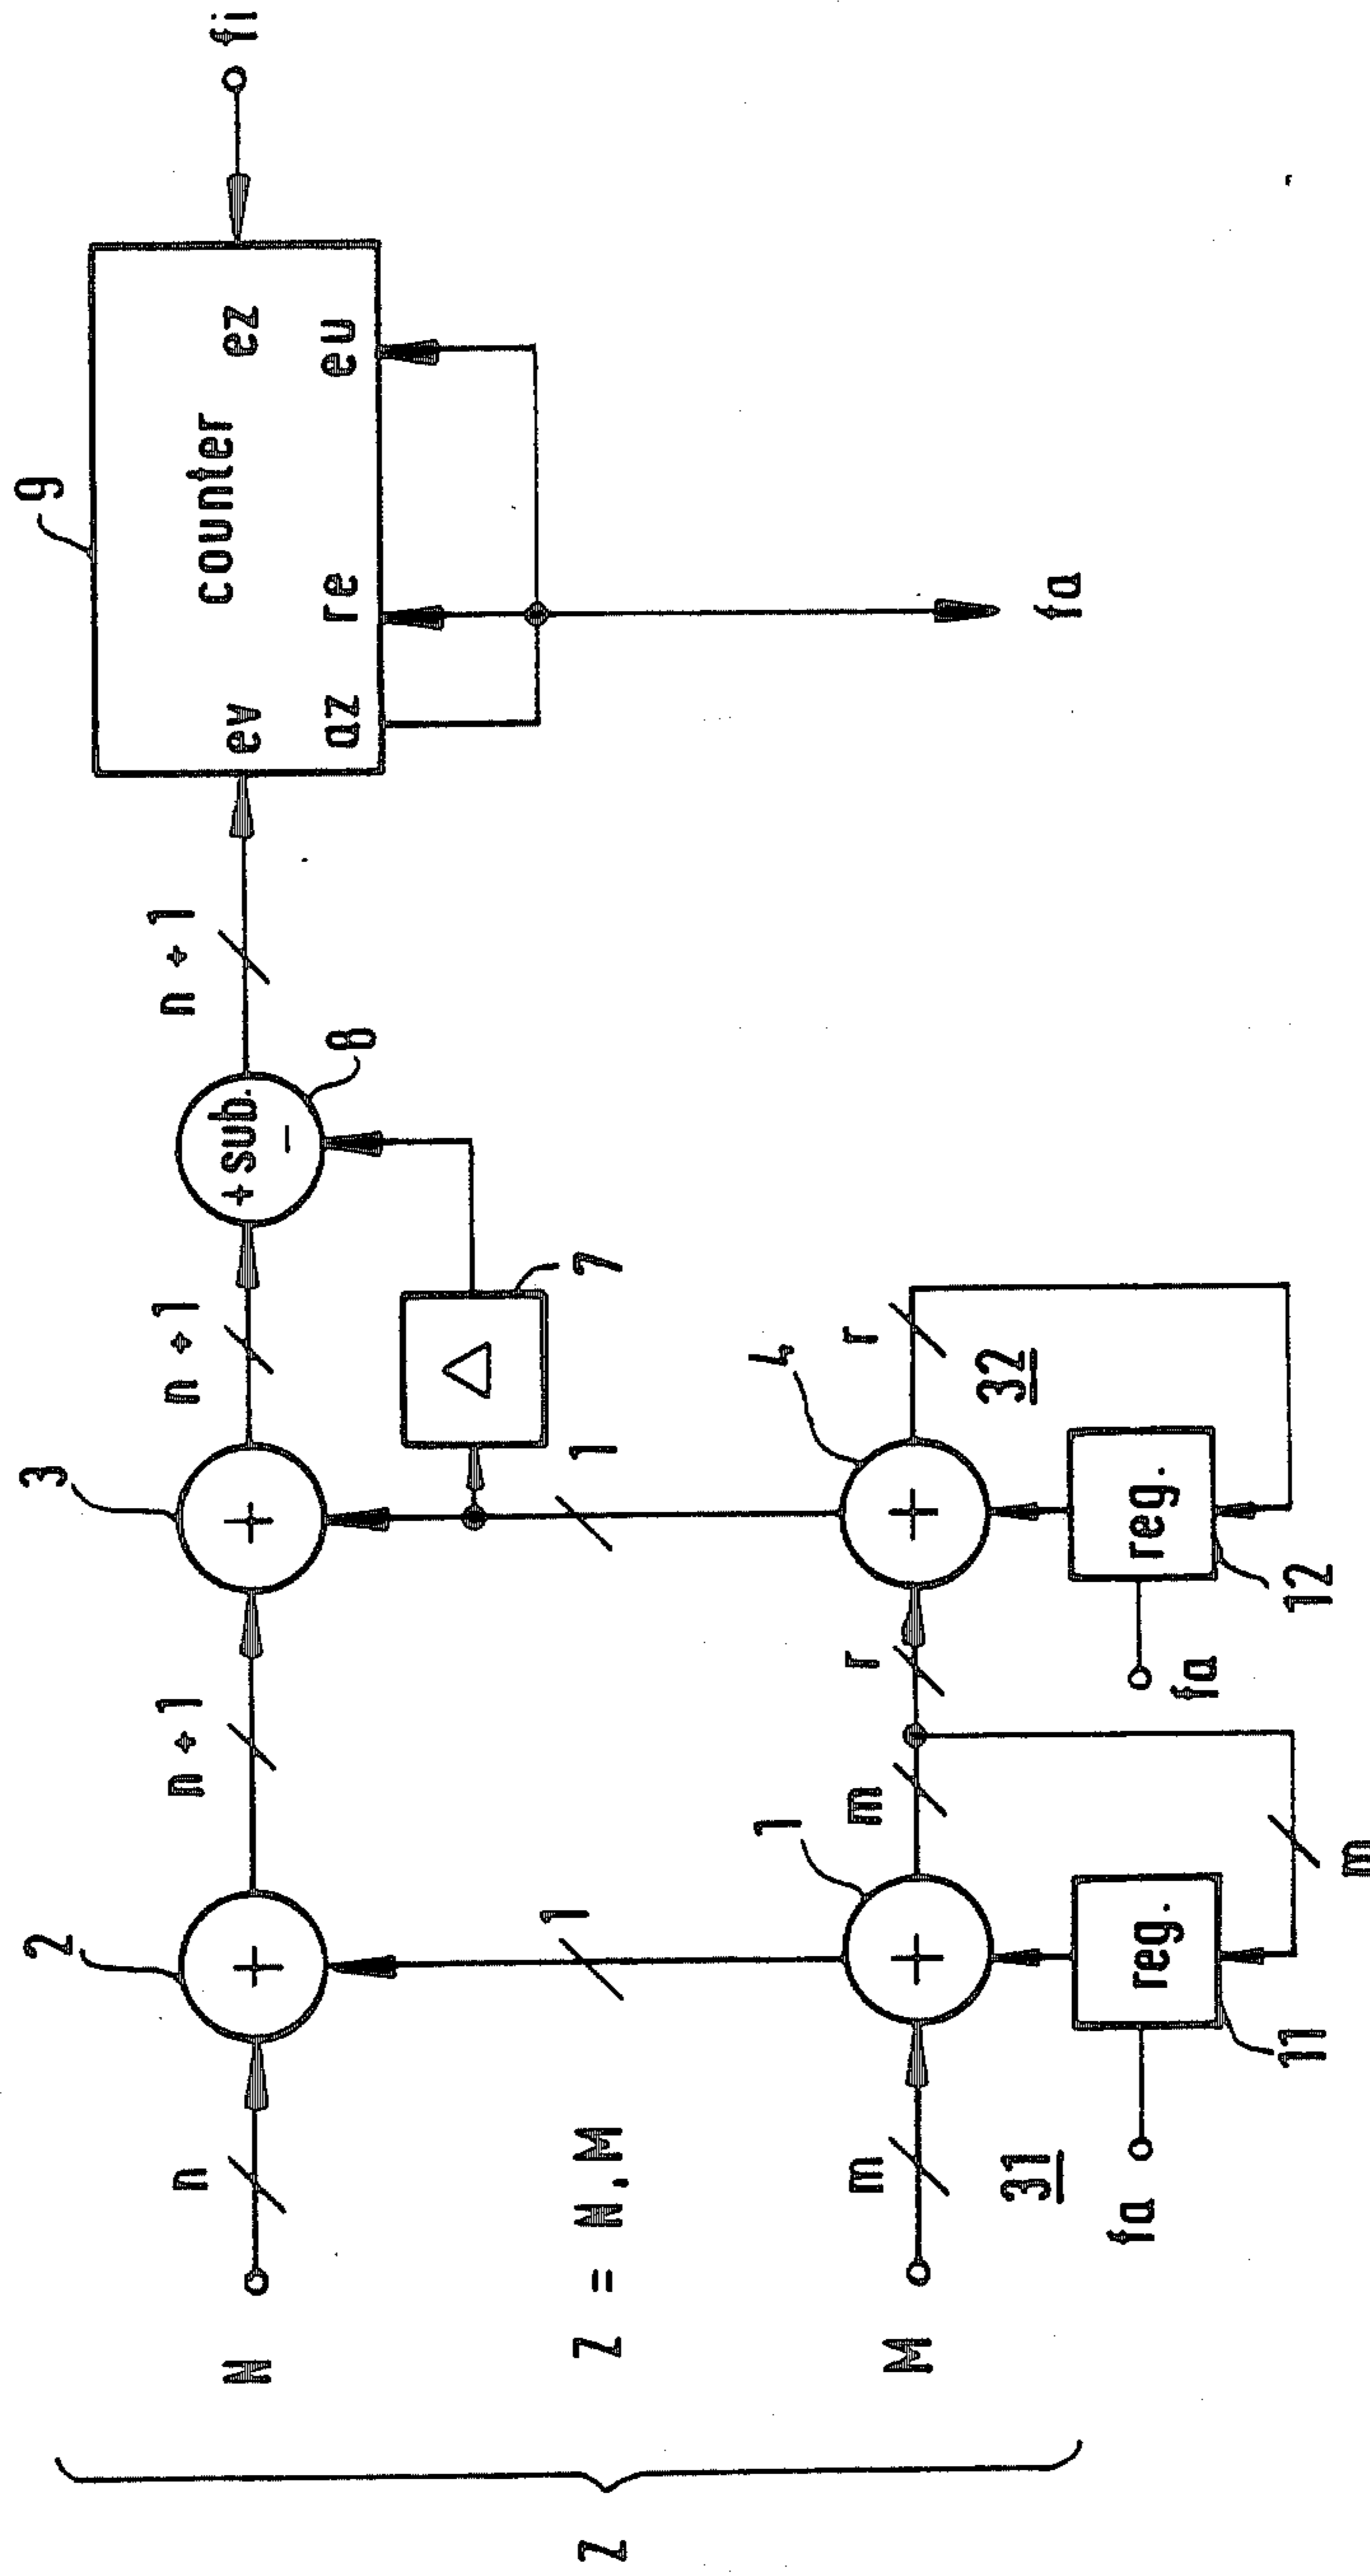 Z
N
n
2
n + 1
3
n + 1
+ sub. -
8
n + 1
9
counter
ev
ez
az
re
eu
fi
fa
Z = N,M
1
1
Δ
7
M
m
1
m
r
4
r
31
32
reg.
11
fa
m
reg.
12
fa